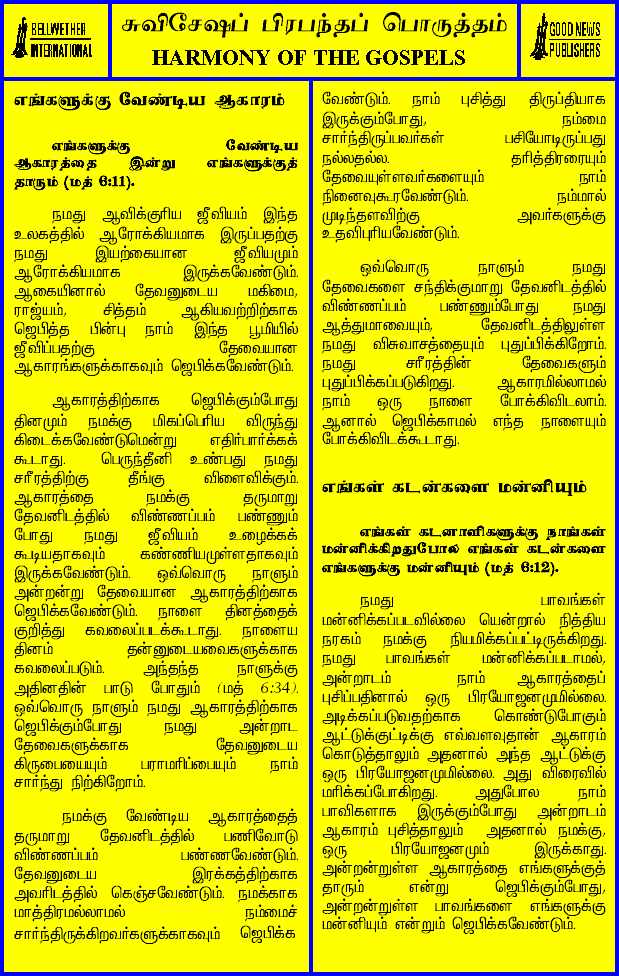 BELLWETHER
INTERNATIONAL
சுவிசேஷப் பிரபந்தப் பொருத்தம்
HARMONY OF THE GOSPELS
GOOD NEWS
PUBLISHERS
எங்களுக்கு வேண்டிய ஆகாரம்
எங்களுக்கு வேண்டிய
ஆகாரத்தை இன்று எங்களுக்குத்
தாரும் (மத் 6:11).
நமது ஆவிக்குரிய ஜீவியம் இந்த
உலகத்தில் ஆரோக்கியமாக இருப்பதற்கு
நமது இயற்கையான ஜீவியமும்
ஆரோக்கியமாக இருக்கவேண்டும்.
ஆகையினால் தேவனுடைய மகிமை,
ராஜ்யம், சித்தம் ஆகியவற்றிற்காக
ஜெபித்த பின்பு நாம் இந்த பூமியில்
ஜீவிப்பதற்கு தேவையான
ஆகாரங்களுக்காகவும் ஜெபிக்கவேண்டும்.
ஆகாரத்திற்காக ஜெபிக்கும்போது
தினமும் நமக்கு மிகப்பெரிய விருந்து
கிடைக்கவேண்டுமென்று எதிர்பார்க்கக்
கூடாது. பெருந்தீனி உண்பது நமது
சரீரத்திற்கு தீங்கு விளைவிக்கும்.
ஆகாரத்தை நமக்கு தருமாறு
தேவனிடத்தில் விண்ணப்பம் பண்ணும்
போது நமது ஜீவியம் உழைக்கக்
கூடியதாகவும் கண்ணியமுள்ளதாகவும்
இருக்கவேண்டும். ஒவ்வொரு நாளும்
அன்றன்று தேவையான ஆகாரத்திற்காக
ஜெபிக்கவேண்டும். நாளை தினத்தைக்
குறித்து கவலைப்படக்கூடாது. நாளைய
தினம் தன்னுடையவைகளுக்காக
கவலைப்படும். அந்தந்த நாளுக்கு
அதினதின் பாடு போதும் (மத் 6:34).
ஒவ்வொரு நாளும் நமது ஆகாரத்திற்காக
ஜெபிக்கும்போது நமது அன்றாட
தேவைகளுக்காக தேவனுடைய
கிருபையையும் பராமரிப்பையும் நாம்
சார்ந்து நிற்கிறோம்.
நமக்கு வேண்டிய ஆகாரத்தைத்
தருமாறு தேவனிடத்தில் பணிவோடு
விண்ணப்பம் பண்ணவேண்டும்.
தேவனுடைய இரக்கத்திற்காக
அவரிடத்தில் கெஞ்சவேண்டும். நமக்காக
மாத்திரமல்லாமல் நம்மைச்
சார்ந்திருக்கிறவர்களுக்காகவும் ஜெபிக்க
வேண்டும். நாம் புசித்து திருப்தியாக
இருக்கும்போது, நம்மை
சார்ந்திருப்பவர்கள் பசியோடிருப்பது
நல்லதல்ல. தரித்திரரையும்
தேவையுள்ளவர்களையும் நாம்
நினைவுகூரவேண்டும். நம்மால்
முடிந்தளவிற்கு அவர்களுக்கு
உதவிபுரியவேண்டும்.
ஒவ்வொரு நாளும் நமது
தேவைகளை சந்திக்குமாறு தேவனிடத்தில்
விண்ணப்பம் பண்ணும்போது நமது
ஆத்துமாவையும், தேவனிடத்திலுள்ள
நமது விசுவாசத்தையும் புதுப்பிக்கிறோம்.
நமது சரீரத்தின் தேவைகளும்
புதுப்பிக்கப்படுகிறது. ஆகாரமில்லாமல்
நாம் ஒரு நாளை போக்கிவிடலாம்.
ஆனால் ஜெபிக்காமல் எந்த நாளையும்
போக்கிவிடக்கூடாது.
எங்கள் கடன்களை மன்னியும்
எங்கள் கடனாளிகளுக்கு நாங்கள்
மன்னிக்கிறதுபோல எங்கள் கடன்களை
எங்களுக்கு மன்னியும் (மத் 6:12).
நமது பாவங்கள்
மன்னிக்கப்படவில்லை யென்றால் நித்திய
நரகம் நமக்கு நியமிக்கப்பட்டிருக்கிறது.
நமது பாவங்கள் மன்னிக்கப்படாமல்,
அன்றாடம் நாம் ஆகாரத்தைப்
புசிப்பதினால் ஒரு பிரயோஜனமுமில்லை.
அடிக்கப்படுவதற்காக கொண்டுபோகும்
ஆட்டுக்குட்டிக்கு எவ்வளவுதான் ஆகாரம்
கொடுத்தாலும் அதனால் அந்த ஆட்டுக்கு
ஒரு பிரயோஜனமுமில்லை. அது விரைவில்
மரிக்கப்போகிறது. அதுபோல நாம்
பாவிகளாக இருக்கும்போது அன்றாடம்
ஆகாரம் புசித்தாலும் அதனால் நமக்கு,
ஒரு பிரயோஜனமும் இருக்காது.
அன்றன்றுள்ள ஆகாரத்தை எங்களுக்குத்
தாரும் என்று ஜெபிக்கும்போது,
அன்றன்றுள்ள பாவங்களை எங்களுக்கு
மன்னியும் என்றும் ஜெபிக்கவேண்டும்.